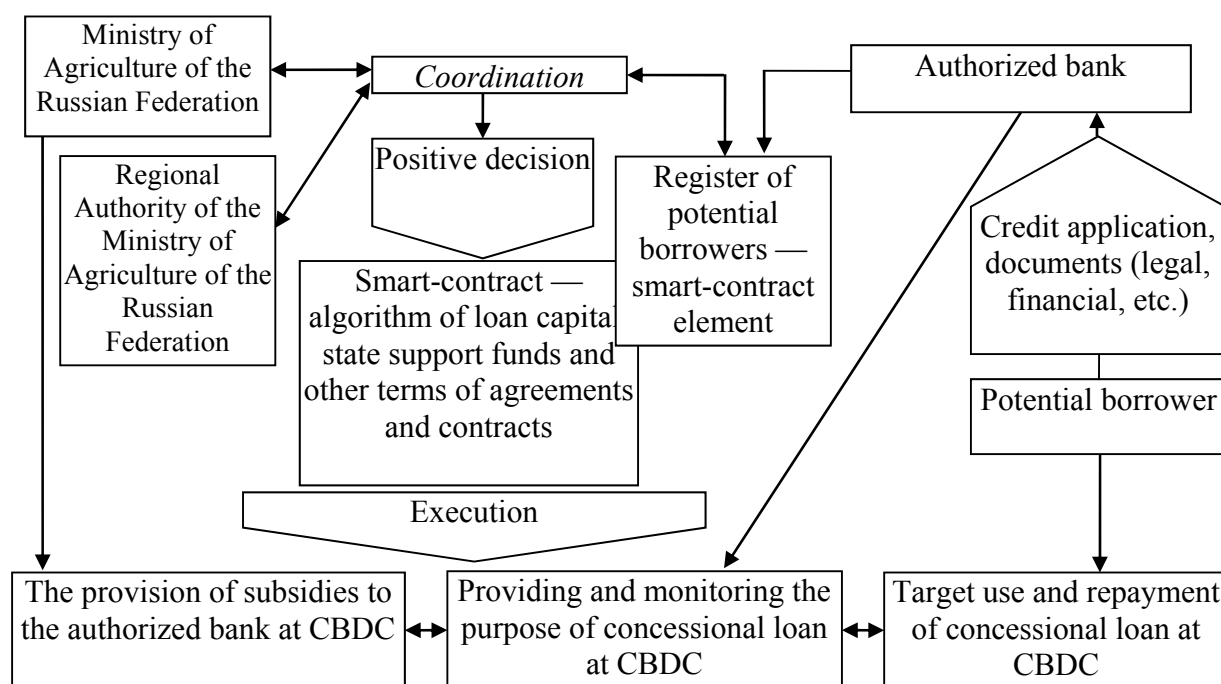 Ministry of
Agriculture of the
Russian Federation
Coordination
Authorized bank
Positive decision
Regional
Authority of the
Ministry of
Agriculture of the
Russian
Federation
Register of
potential
borrowers —
smart-contract
element
Credit application,
documents (legal,
financial, etc.)
Smart-contract —
algorithm of loan capital
state support funds and
other terms of agreements
and contracts
Potential borrower
Execution
The provision of subsidies to
the authorized bank at CBDC
Providing and monitoring the
purpose of concessional loan
at CBDC
Target use and repayment
of concessional loan at
CBDC